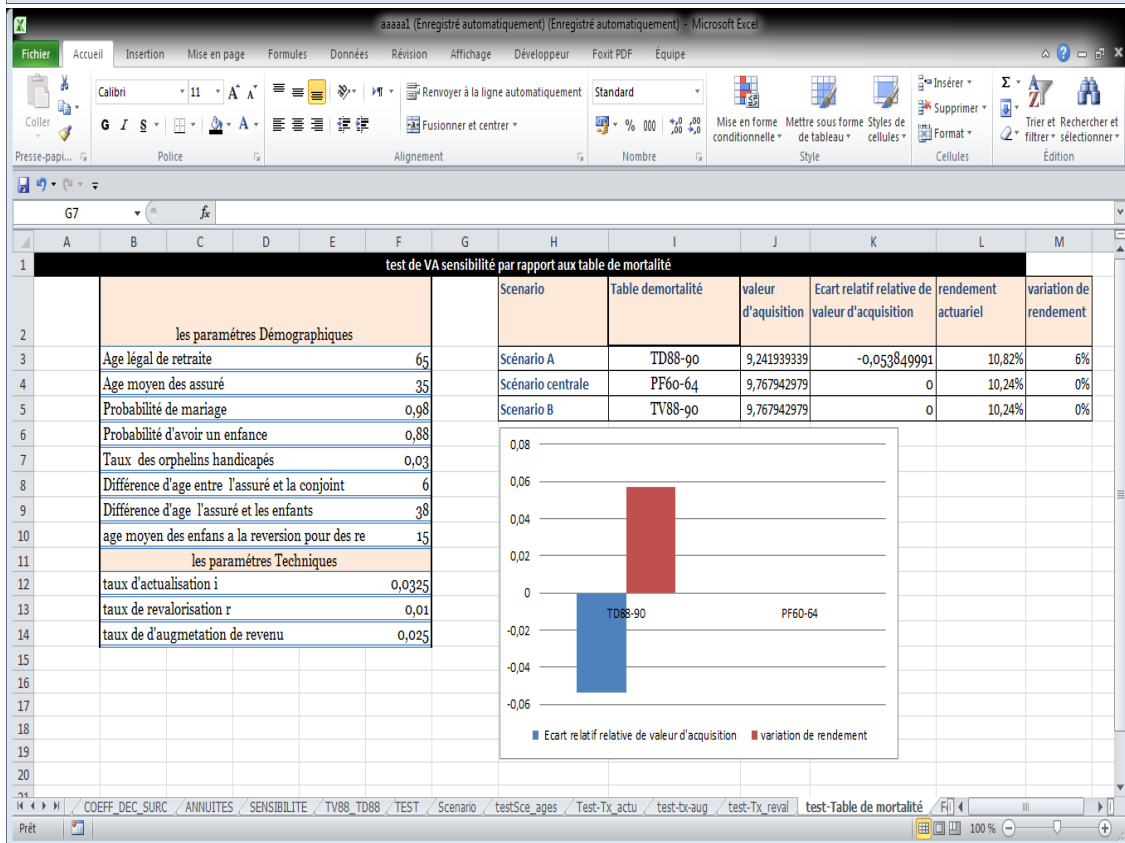 aaaaa1 (Enregistré automatiquement) (Enregistré automatiquement) - Microsoft Excel
Fichier Accueil Insertion Mise en page Formules Données Révision Affichage Développeur Foxit PDF Équipe
Coller
Presse-papi...
Calibri 11
G I S
Police
Renvoyer à la ligne automatiquement
Fusionner et centrer
Alignement
Standard
% 000
Nombre
Mise en forme conditionnelle
Mettre sous forme de tableau
Styles de cellules
Style
Insérer
Supprimer
Format
Cellules
Trier et filtrer
Rechercher et sélectionner
Édition
G7 fx
A B C D E F G H I J K L M
1 test de VA sensibilité par rapport aux table de mortalité
2 les paramétres Démographiques Scenario Table demortalité valeur d'aquisition Ecart relatif relative de valeur d'acquisition rendement actuariel variation de rendement
3 Age légal de retraite 65 Scénario A TD88-90 9,241939339 -0,053849991 10,82% 6%
4 Age moyen des assuré 35 Scénario centrale PF60-64 9,767942979 0 10,24% 0%
5 Probabilité de mariage 0,98 Scenario B TV88-90 9,767942979 0 10,24% 0%
6 Probabilité d'avoir un enfance 0,88
7 Taux des orphelins handicapés 0,03
8 Différence d'age entre l'assuré et la conjoint 6
9 Différence d'age l'assuré et les enfants 38
10 age moyen des enfans a la reversion pour des re 15
11 les paramétres Techniques
12 taux d'actualisation i 0,0325
13 taux de revalorisation r 0,01
14 taux de d'augmetation de revenu 0,025
15
16
17
18
19
20
21
0,08
0,06
0,04
0,02
0
-0,02
-0,04
-0,06
TD88-90 PF60-64
Ecart relatif relative de valeur d'acquisition variation de rendement
COEFF_DEC_SURC ANNUITES SENSIBILITE TV88_TD88 TEST Scenario testSce_ages Test-Tx_actu test-tx-aug test-Tx_reval test-Table de mortalité
Prêt 100 %